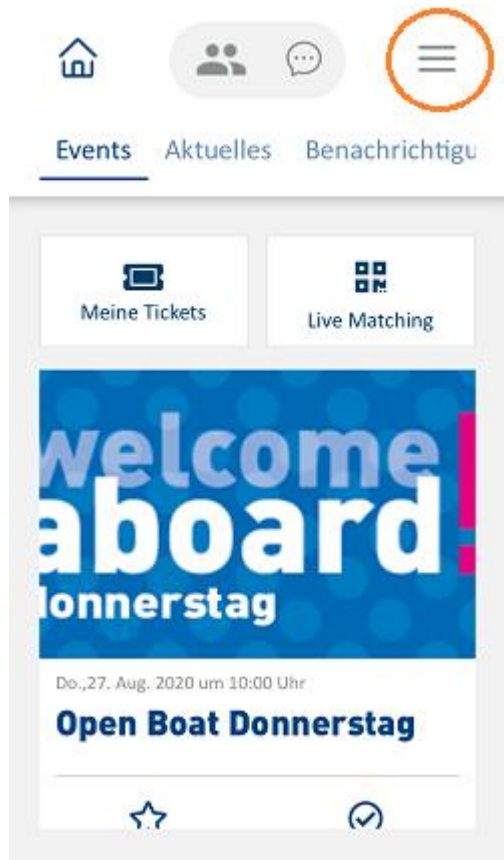 Events Aktuelles Benachrichtigu
Meine Tickets Live Matching
welcome
aboard!
donnerstag
Do.,27. Aug. 2020 um 10:00 Uhr
Open Boat Donnerstag